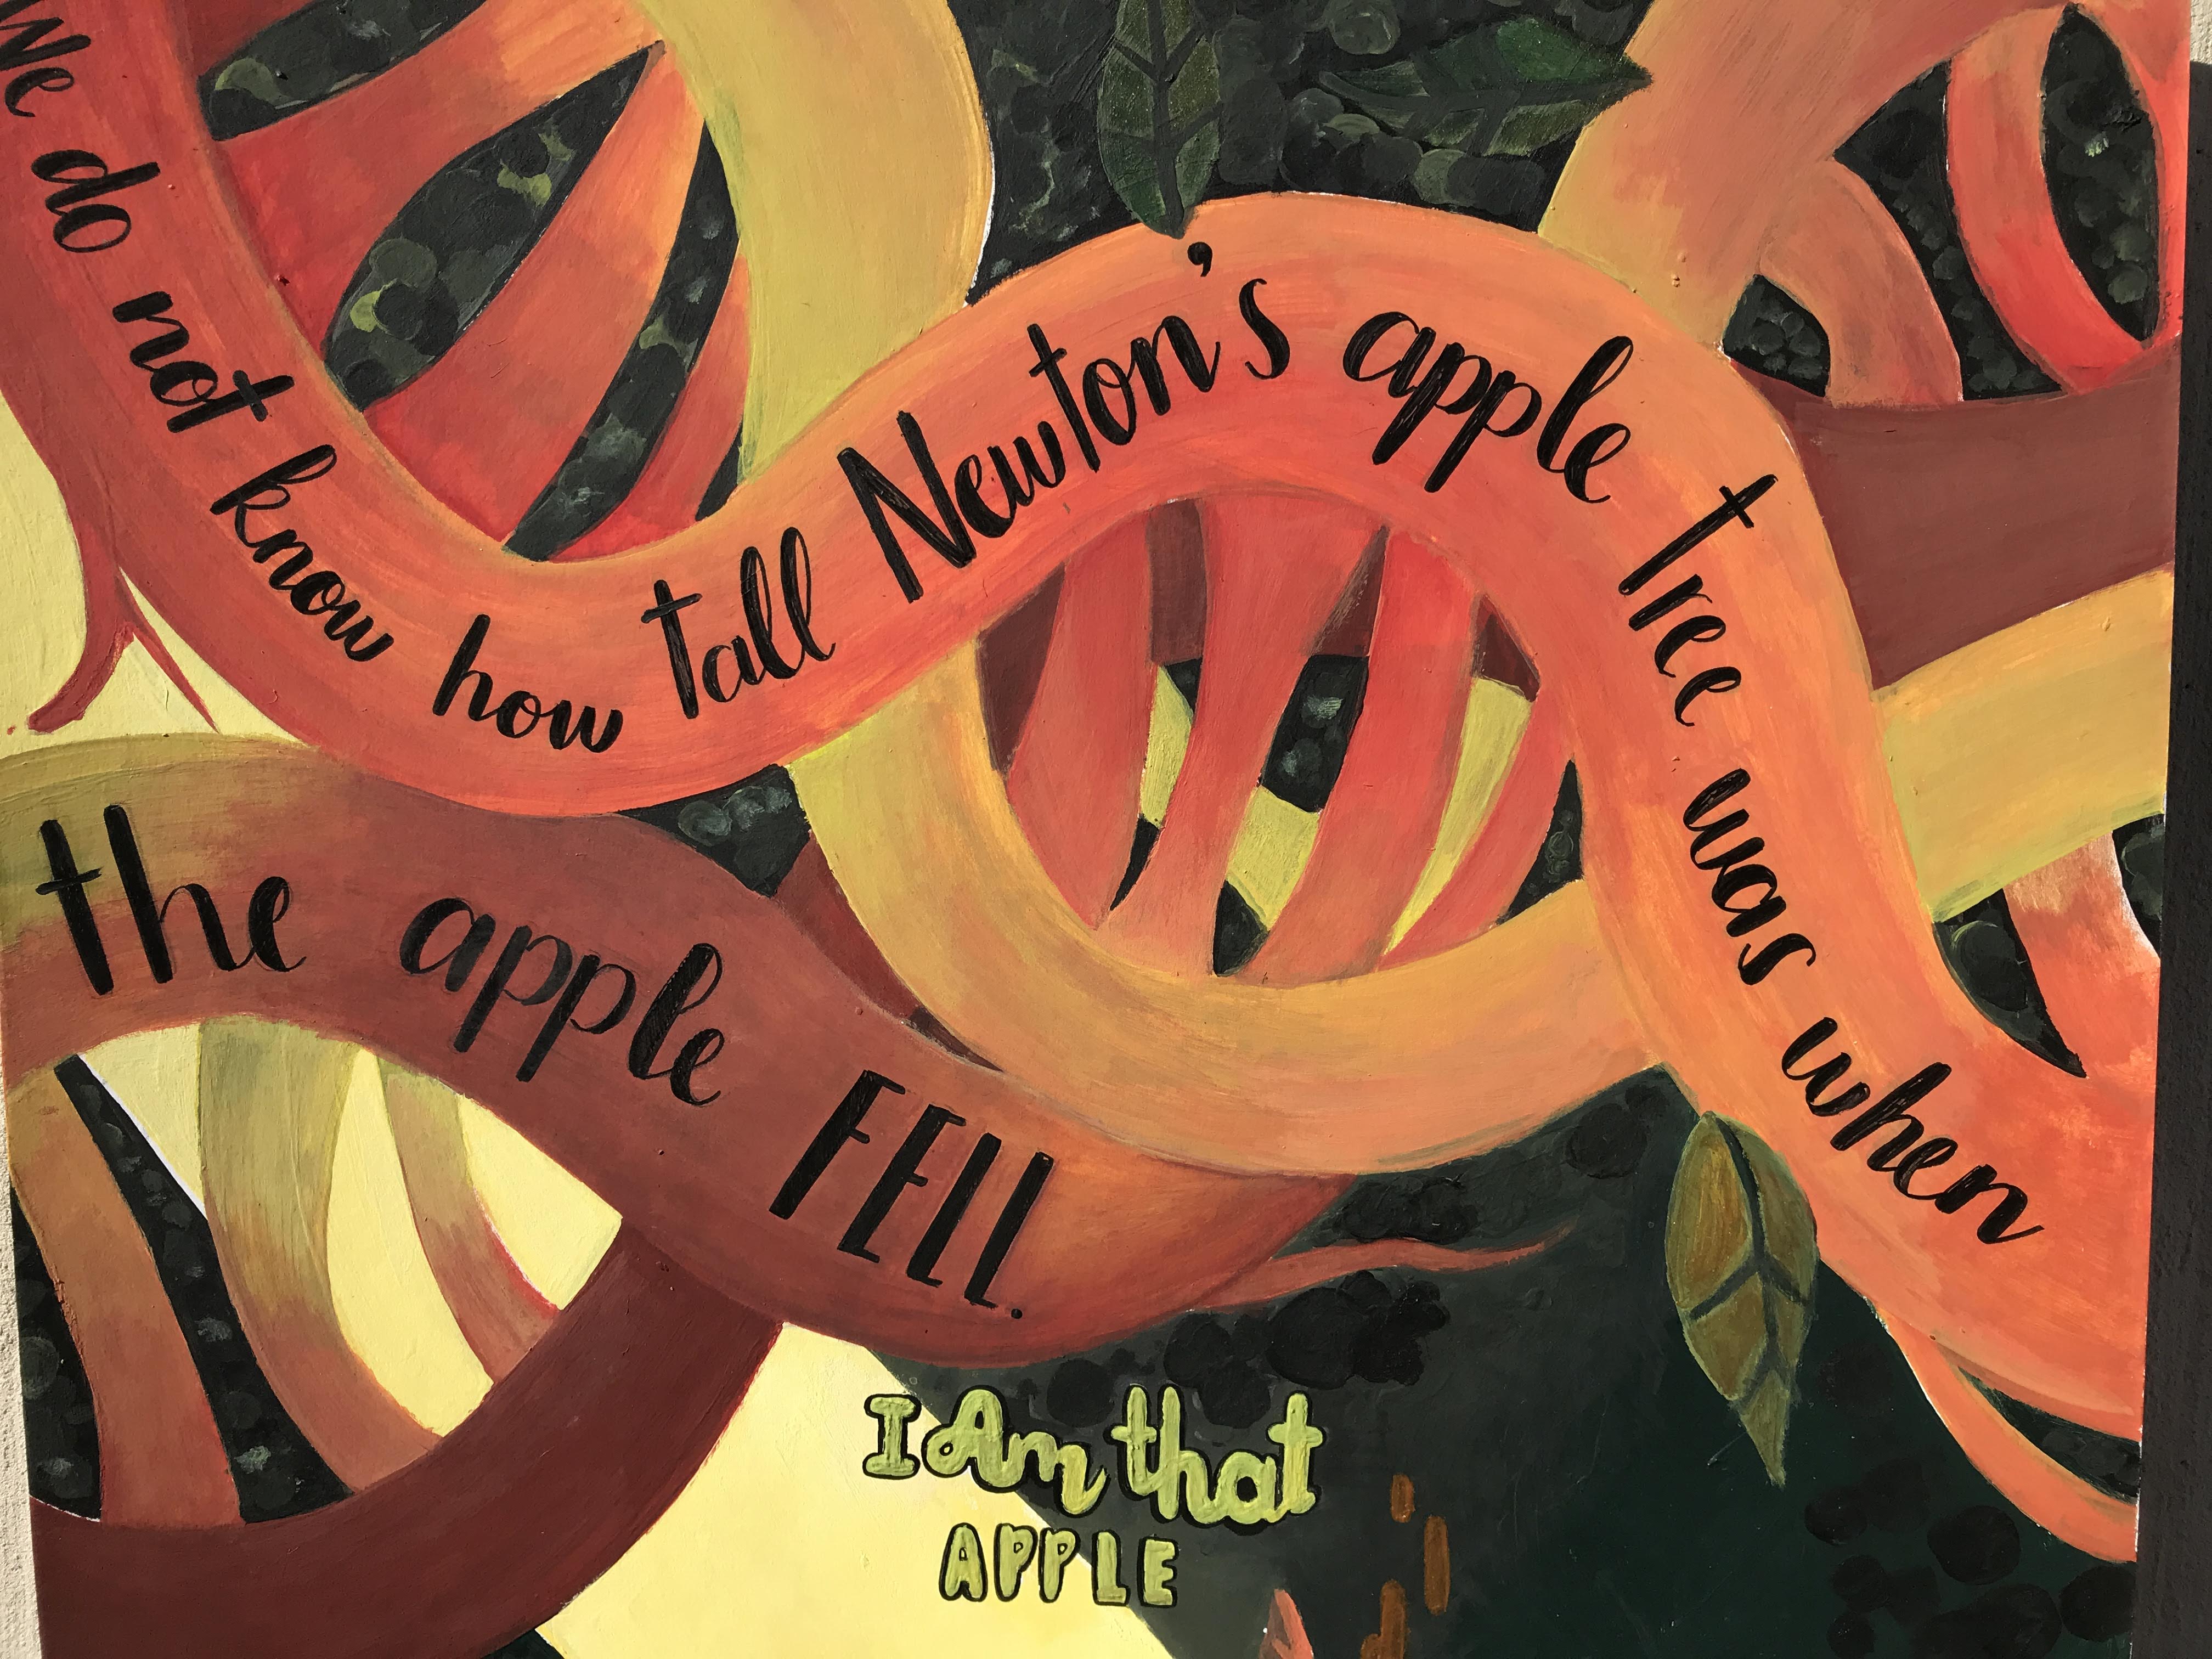 We do not know how tall Newton's apple tree was when
the apple FELL.
I Am that
APPLE